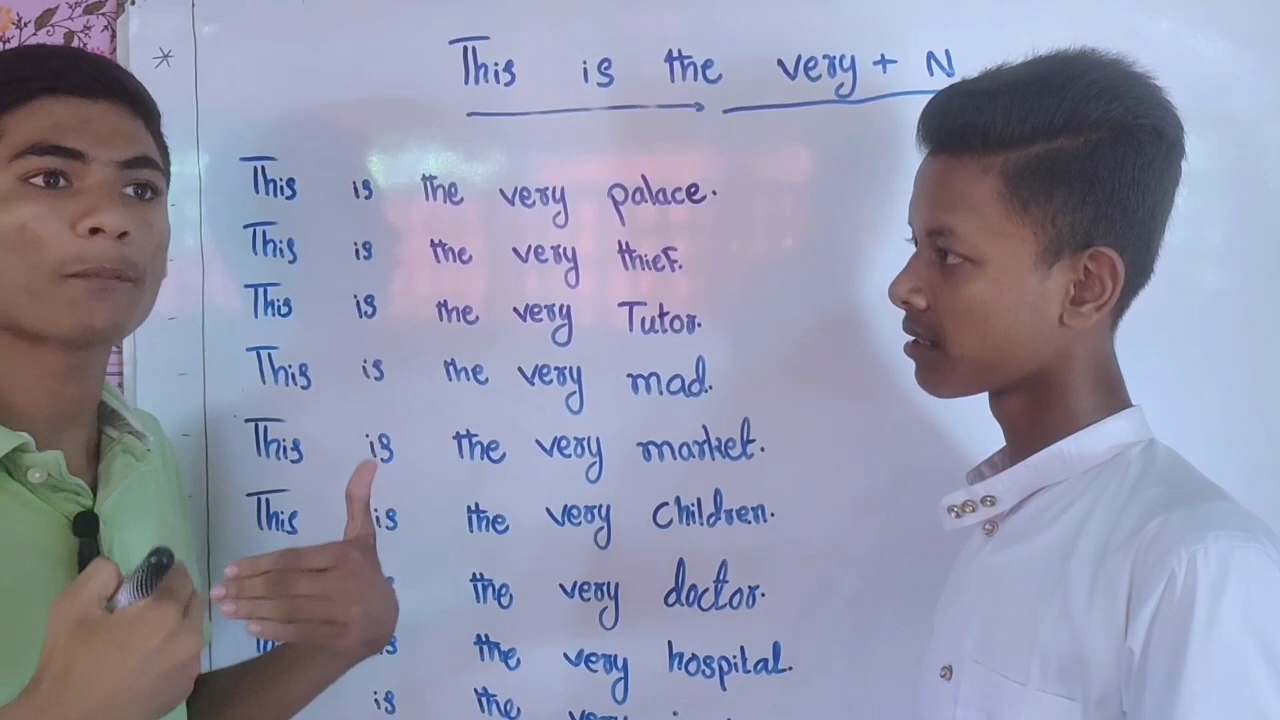 * This is the very + N
This is the very palace.
This is the very thief.
This is the very Tutor.
This is the very mad.
This is the very market.
This is the very children.
the very doctor.
the very hospital.
is the very